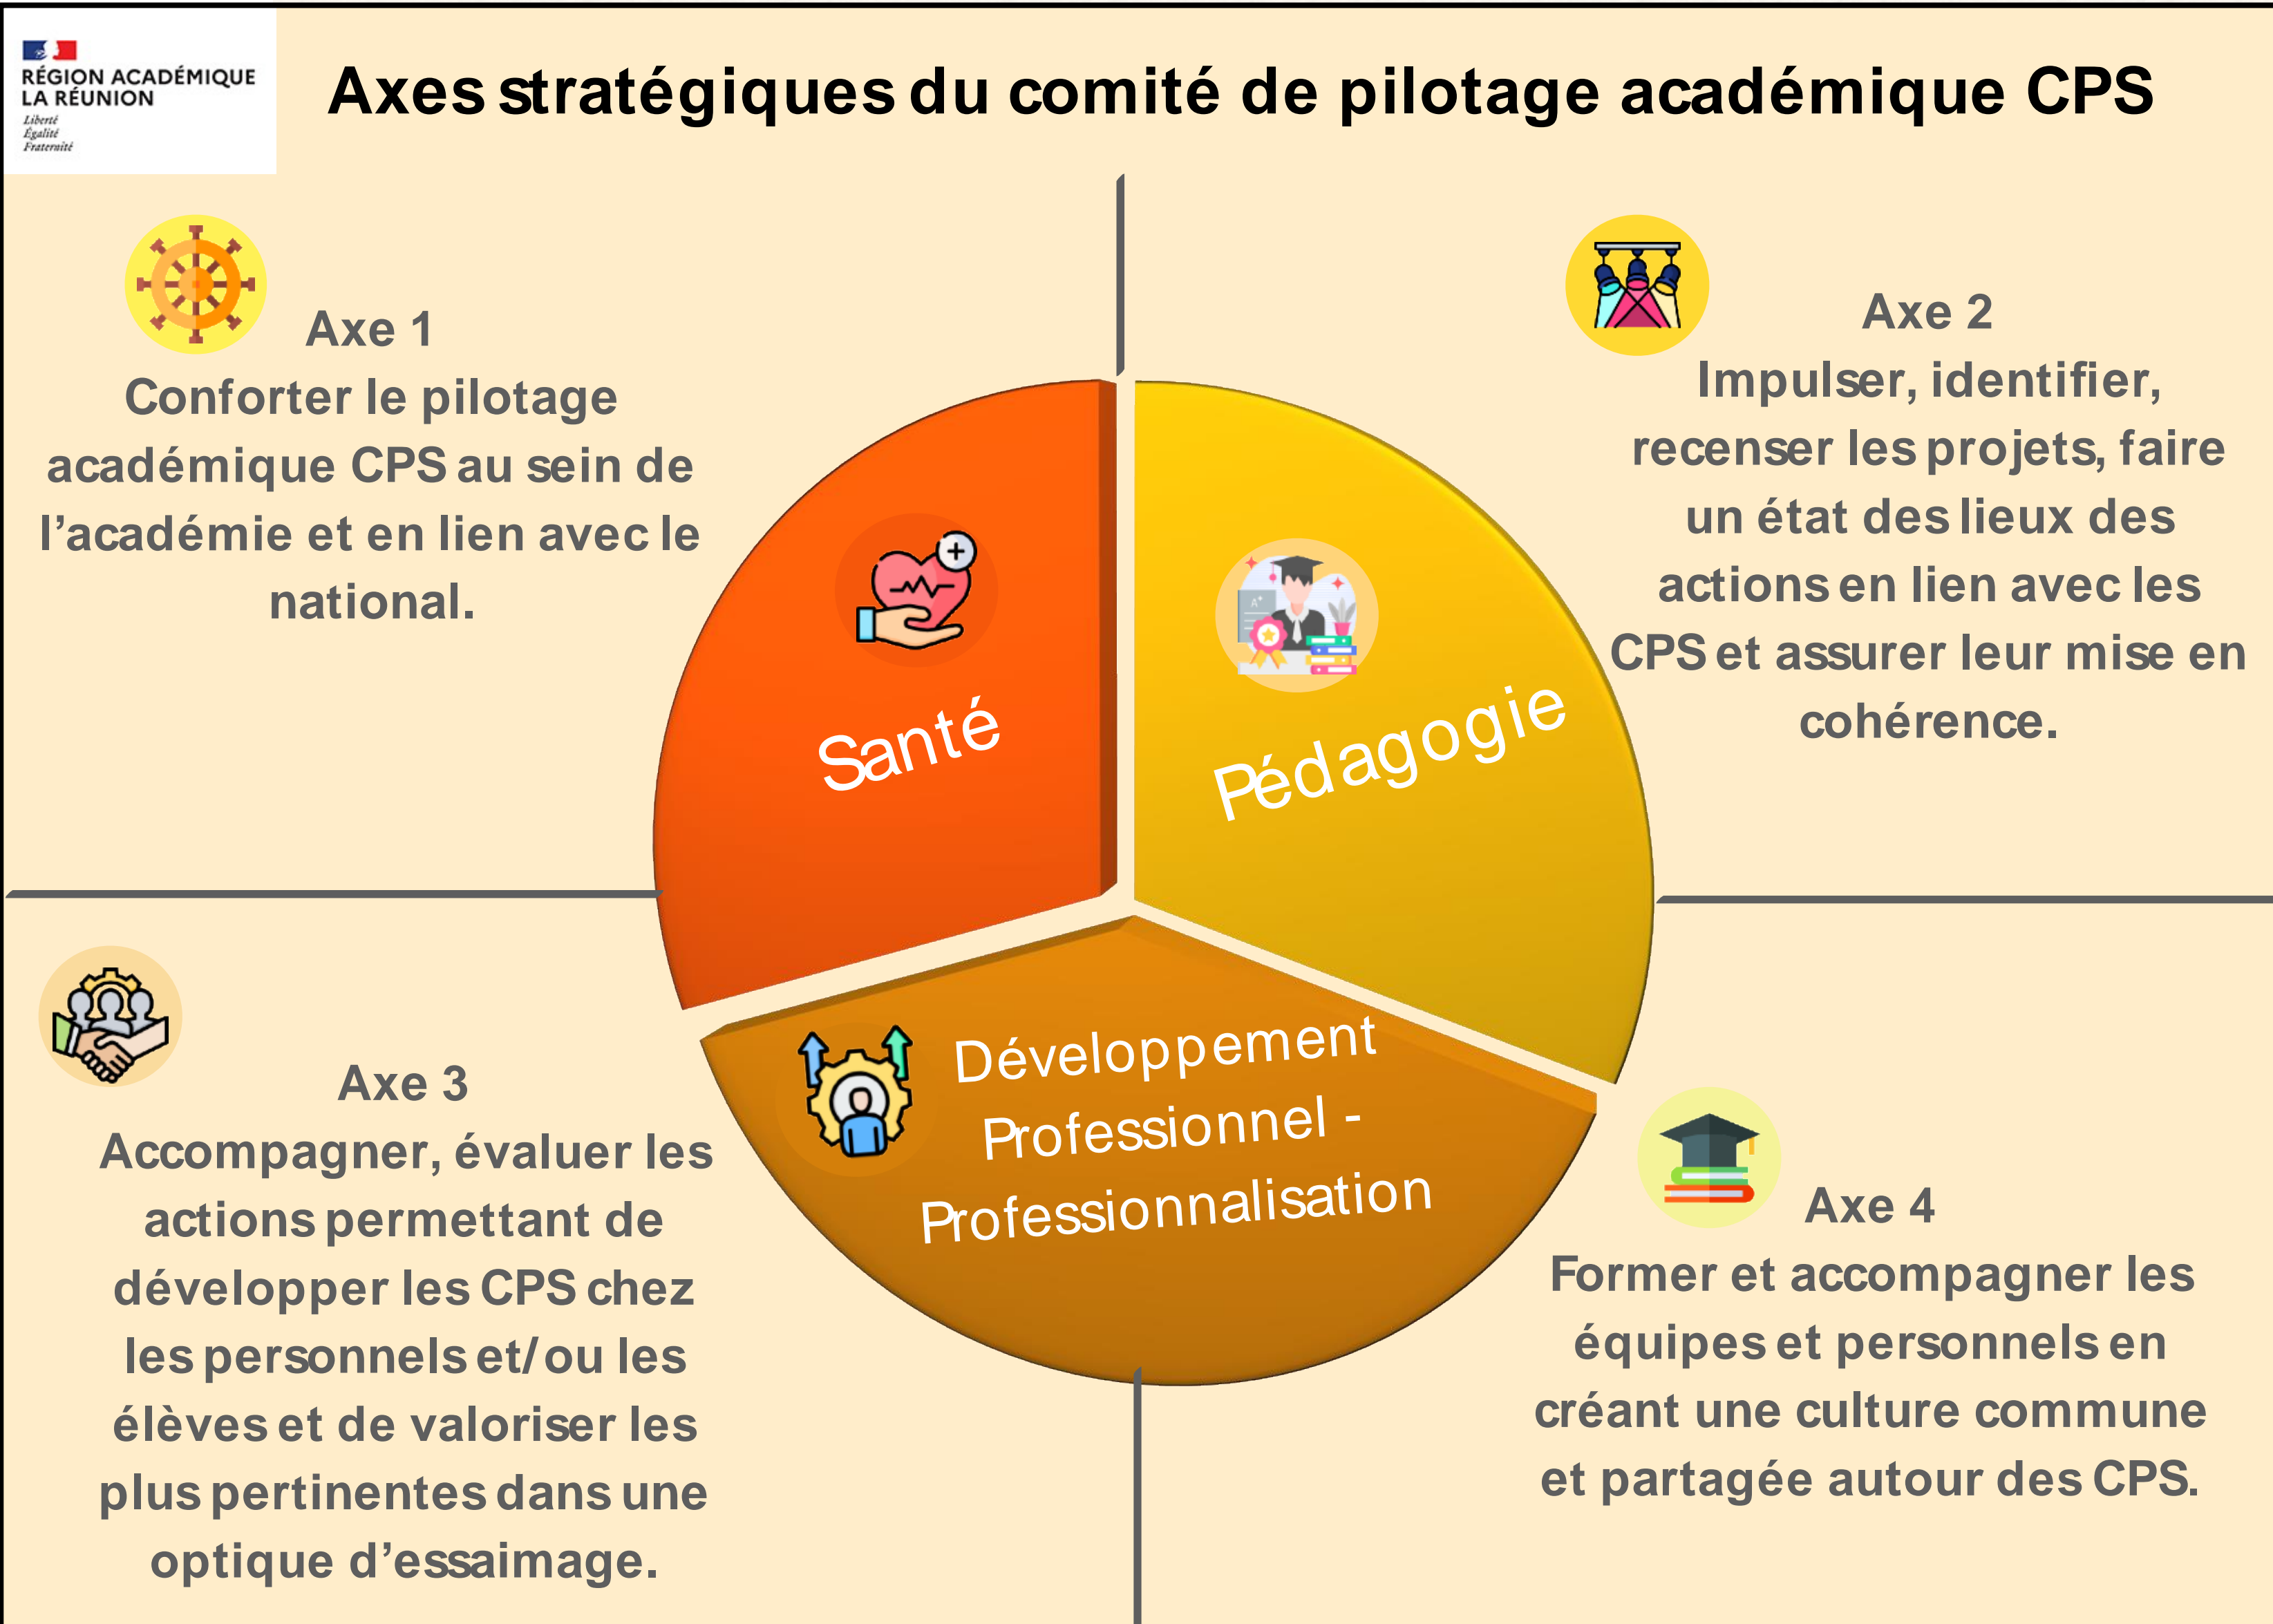 RÉGION ACADÉMIQUE
LA RÉUNION
Liberté
Égalité
Fraternité
Axes stratégiques du comité de pilotage académique CPS
Axe 1
Conforter le pilotage
académique CPS au sein de
l’académie et en lien avec le
national.
Axe 2
Impulser, identifier,
recenser les projets, faire
un état des lieux des
actions en lien avec les
CPS et assurer leur mise en
cohérence.
Santé
A+
Pédagogie
Développement
Professionnel -
Professionnalisation
Axe 3
Accompagner, évaluer les
actions permettant de
développer les CPS chez
les personnels et/ou les
élèves et de valoriser les
plus pertinentes dans une
optique d’essaimage.
Axe 4
Former et accompagner les
équipes et personnels en
créant une culture commune
et partagée autour des CPS.